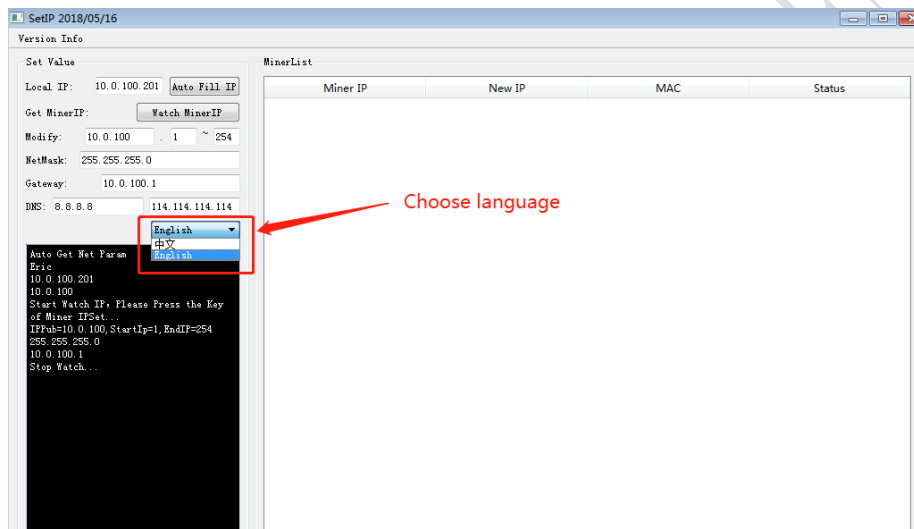 SetIP 2018/05/16
Version Info
Set Value
Local IP: 10.0.100.201 Auto Fill IP
Get MinerIP: Watch MinerIP
Modify: 10.0.100 . 1 ~ 254
NetMask: 255.255.255.0
Gateway: 10.0.100.1
DNS: 8.8.8.8 114.114.114.114
English
中文
English
Auto Get Net Param
Eric
10.0.100.201
10.0.100
Start Watch IP, Please Press the Key
of Miner IPSet...
IPPub=10.0.100,StartIp=1,EndIP=254
255.255.255.0
10.0.100.1
Stop Watch...
MinerList
Miner IP New IP MAC Status
Choose language